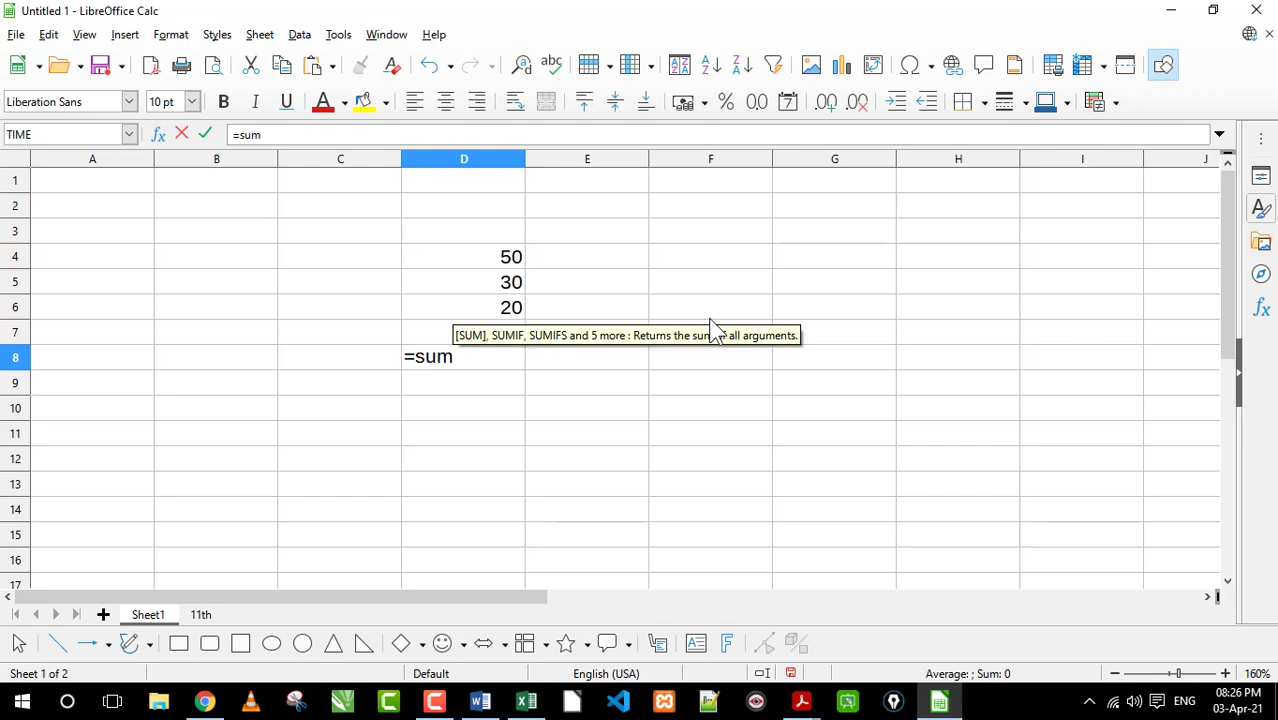 Untitled 1 - LibreOffice Calc
File Edit View Insert Format Styles Sheet Data Tools Window Help
Liberation Sans 10 pt
TIME =sum
A B C D E F G H I J
1
2
3
4 50
5 30
6 20
7
[SUM], SUMIF, SUMIFS and 5 more : Returns the sum all arguments.
8 =sum
9
10
11
12
13
14
15
16
17
Sheet1 11th
Sheet 1 of 2 Default English (USA) Average: ; Sum: 0 160%
ENG 08:26 PM
03-Apr-21